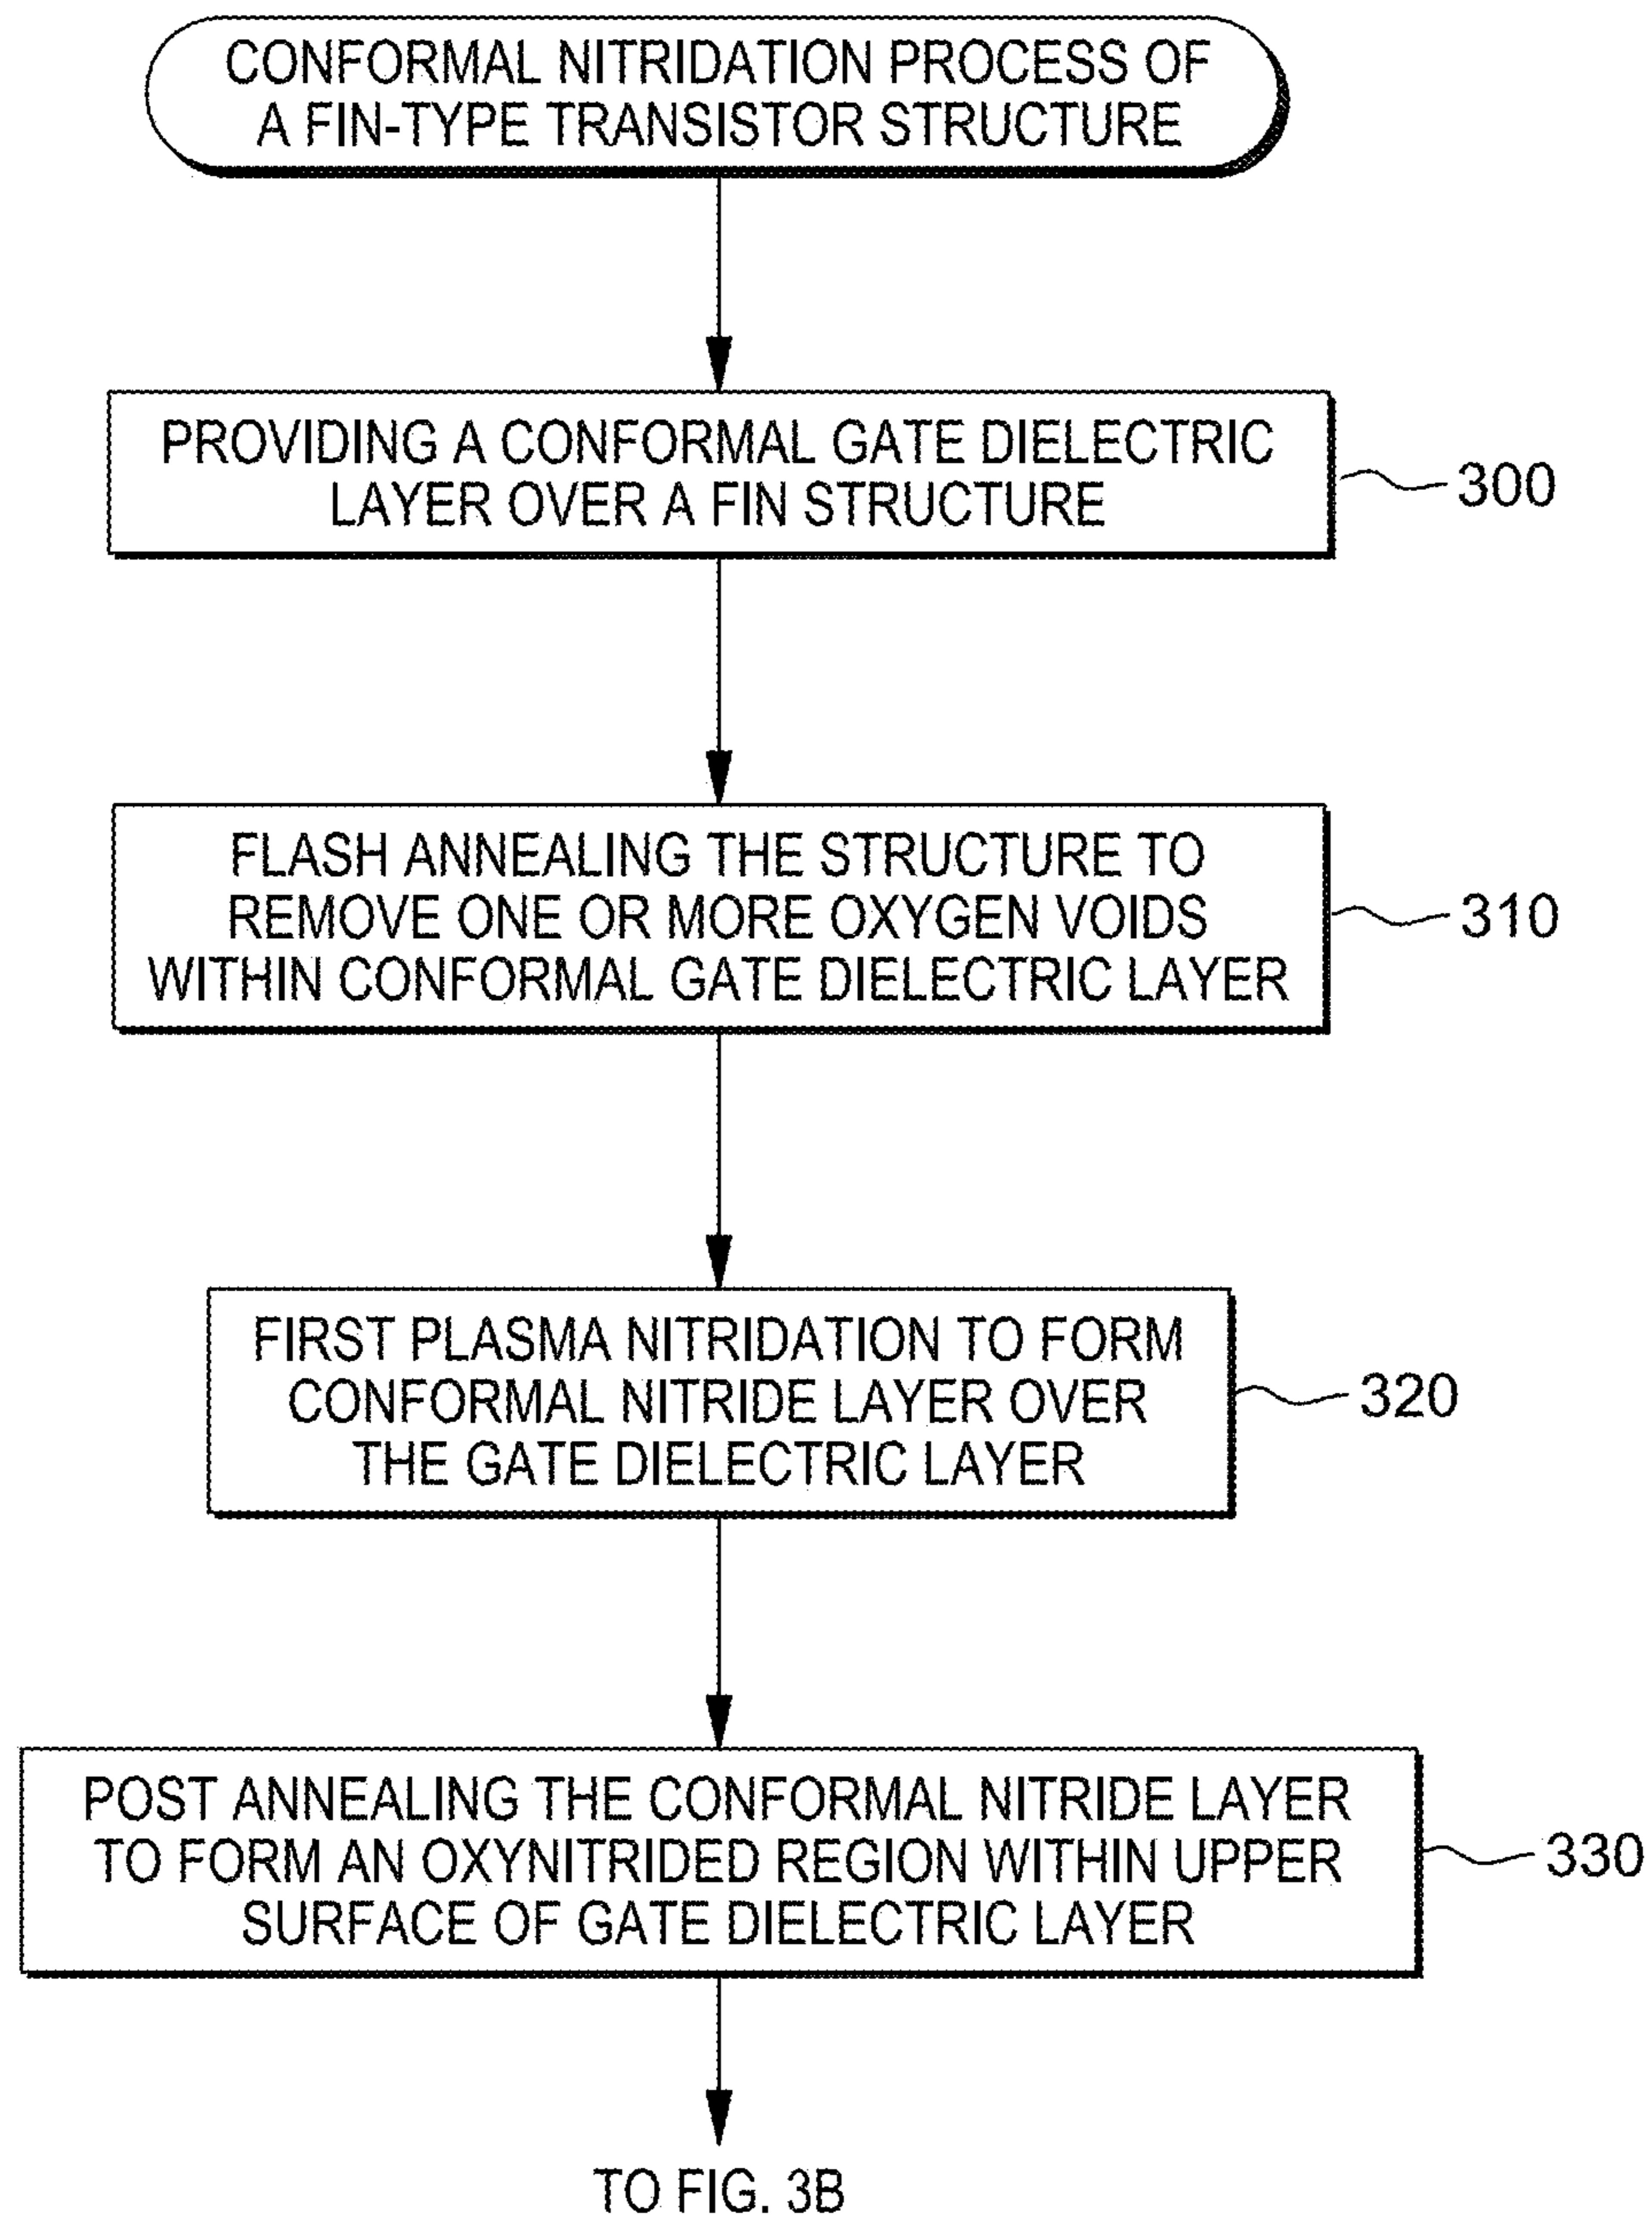 CONFORMAL NITRIDATION PROCESS OF
A FIN-TYPE TRANSISTOR STRUCTURE
PROVIDING A CONFORMAL GATE DIELECTRIC
LAYER OVER A FIN STRUCTURE
300
FLASH ANNEALING THE STRUCTURE TO
REMOVE ONE OR MORE OXYGEN VOIDS
WITHIN CONFORMAL GATE DIELECTRIC LAYER
310
FIRST PLASMA NITRIDATION TO FORM
CONFORMAL NITRIDE LAYER OVER
THE GATE DIELECTRIC LAYER
320
POST ANNEALING THE CONFORMAL NITRIDE LAYER
TO FORM AN OXYNITRIDED REGION WITHIN UPPER
SURFACE OF GATE DIELECTRIC LAYER
330
TO FIG. 3B